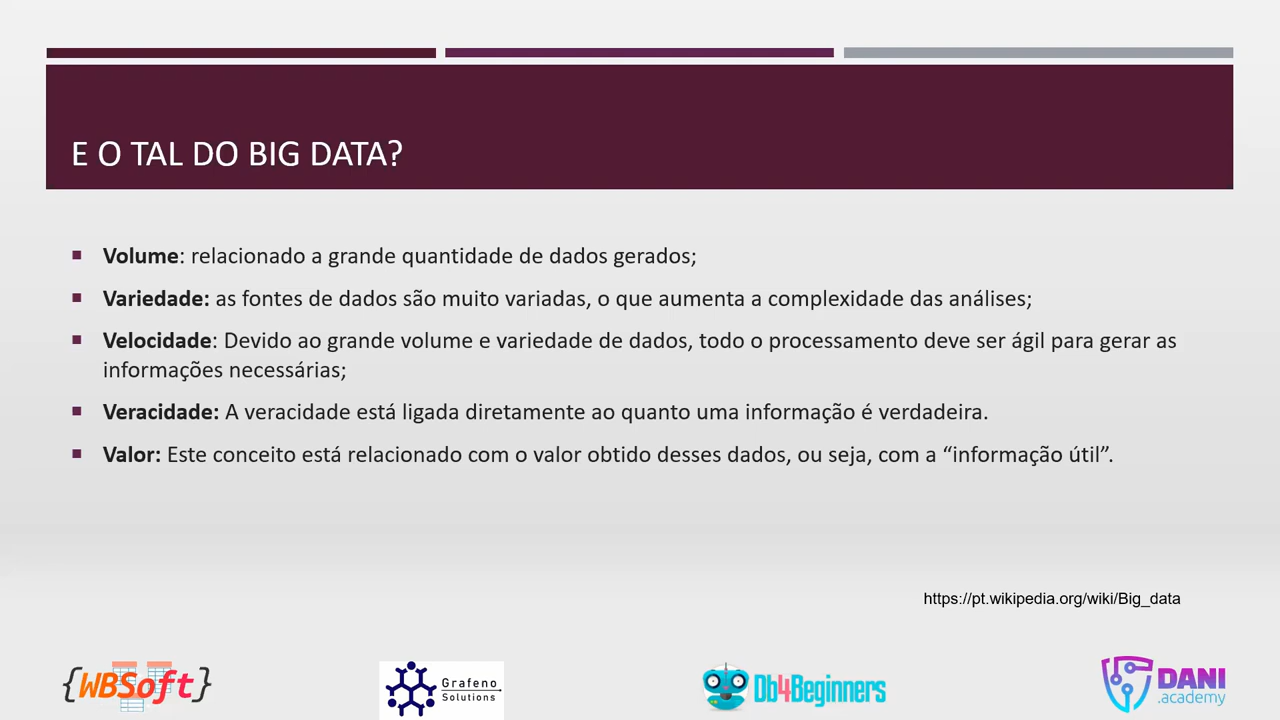 E O TAL DO BIG DATA?
Volume: relacionado a grande quantidade de dados gerados;
Variedade: as fontes de dados são muito variadas, o que aumenta a complexidade das análises;
Velocidade: Devido ao grande volume e variedade de dados, todo o processamento deve ser ágil para gerar as
informações necessárias;
Veracidade: A veracidade está ligada diretamente ao quanto uma informação é verdadeira.
Valor: Este conceito está relacionado com o valor obtido desses dados, ou seja, com a “informação útil”.
https://pt.wikipedia.org/wiki/Big_data
{WBSoft}
Grafeno
Solutions
Db4Beginners
DANI
.academy